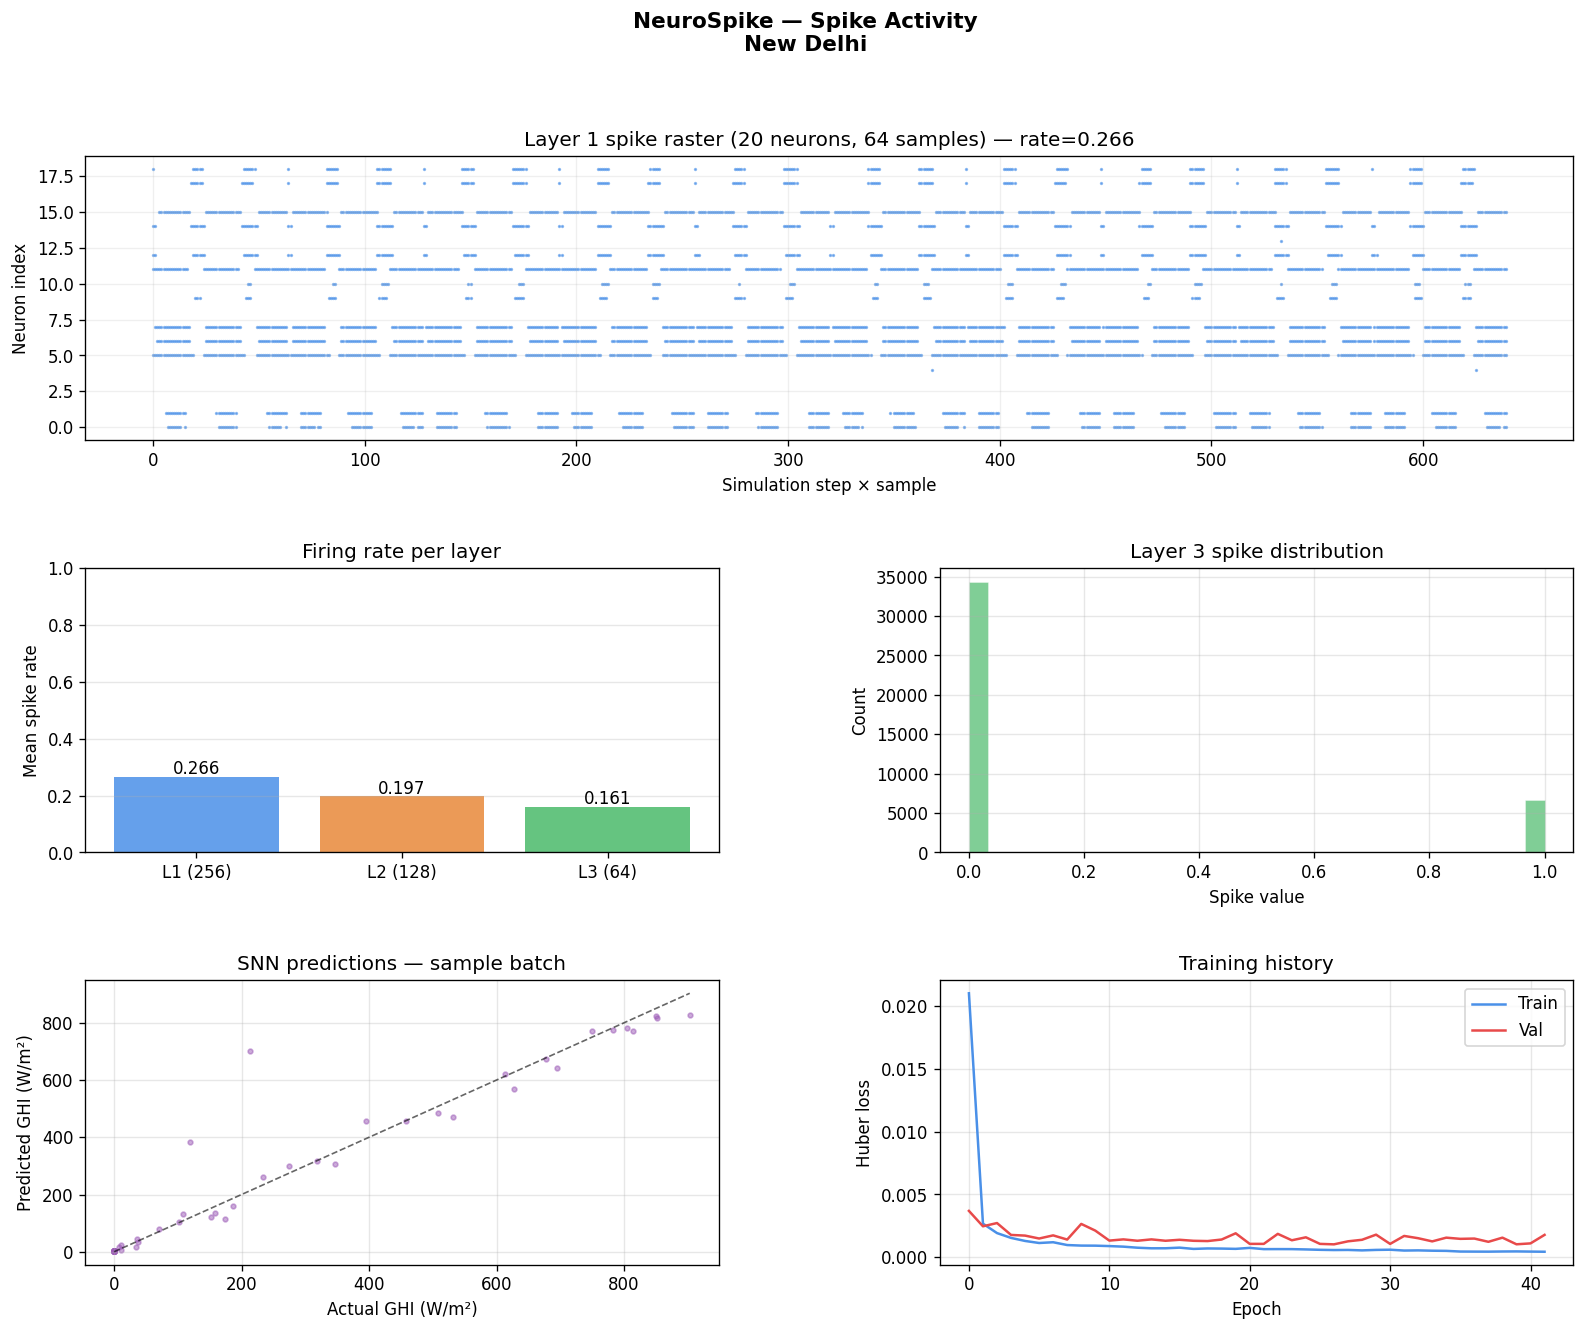 NeuroSpike — Spike Activity
New Delhi
Layer 1 spike raster (20 neurons, 64 samples) — rate=0.266
Neuron index
17.5
15.0
12.5
10.0
7.5
5.0
2.5
0.0
0
100
200
300
400
500
600
Simulation step × sample
Firing rate per layer
Mean spike rate
1.0
0.8
0.6
0.4
0.2
0.0
0.266
0.197
0.161
L1 (256)
L2 (128)
L3 (64)
Layer 3 spike distribution
Count
35000
30000
25000
20000
15000
10000
5000
0
0.0
0.2
0.4
0.6
0.8
1.0
Spike value
SNN predictions — sample batch
Predicted GHI (W/m²)
800
600
400
200
0
0
200
400
600
800
Actual GHI (W/m²)
Training history
Huber loss
0.020
0.015
0.010
0.005
0.000
Train
Val
0
10
20
30
40
Epoch